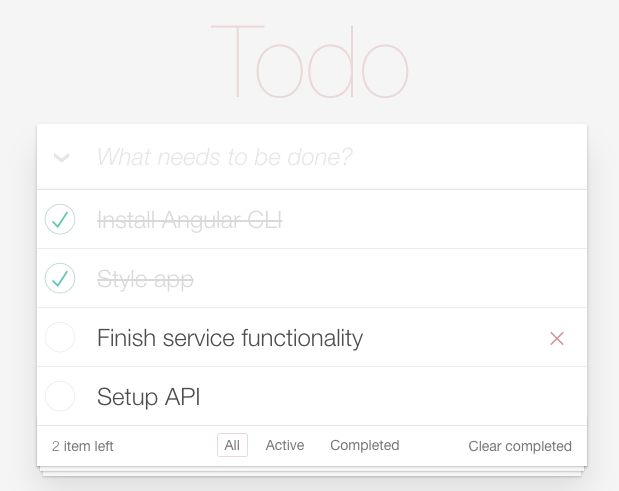 Todo
What needs to be done?
Install Angular CLI
Style app
Finish service functionality
Setup API
2 item left All Active Completed Clear completed